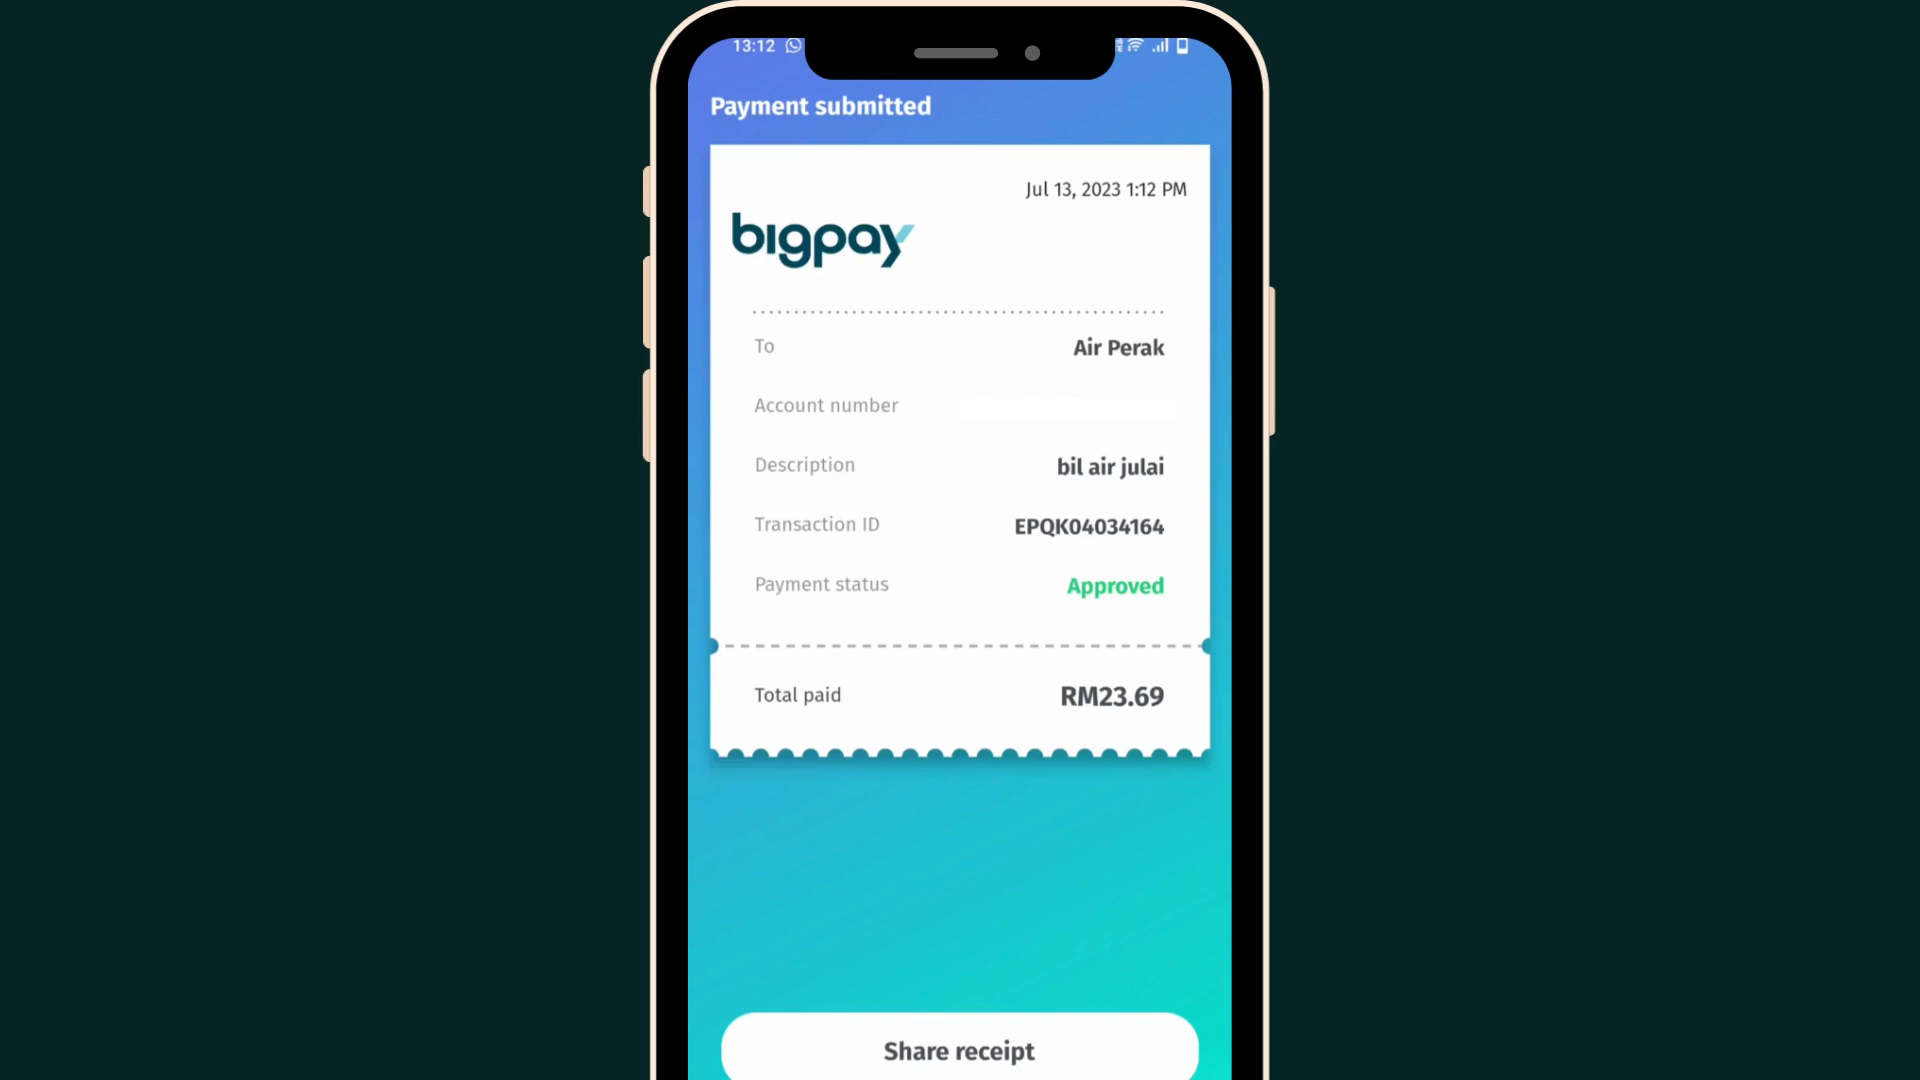 13:12
Payment submitted
Jul 13, 2023 1:12 PM
bigpay
To Air Perak
Account number
Description bil air julai
Transaction ID EPQK04034164
Payment status Approved
Total paid RM23.69
Share receipt